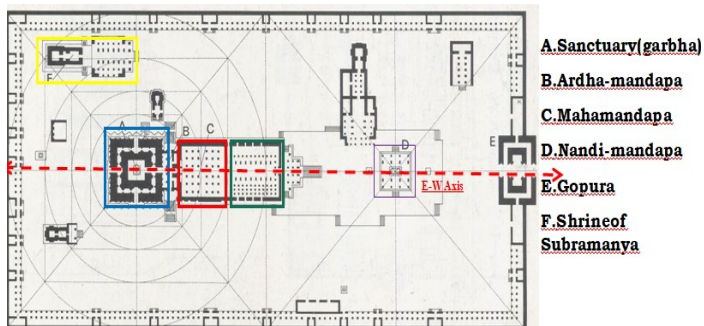 A.Sanctuary(garbha)
B.Ardha-mandapa
C.Mahamandapa
D.Nandi-mandapa
E.Gopura
F.Shrineof
Subramanya
F
A
B
C
D
E
E-WAxis